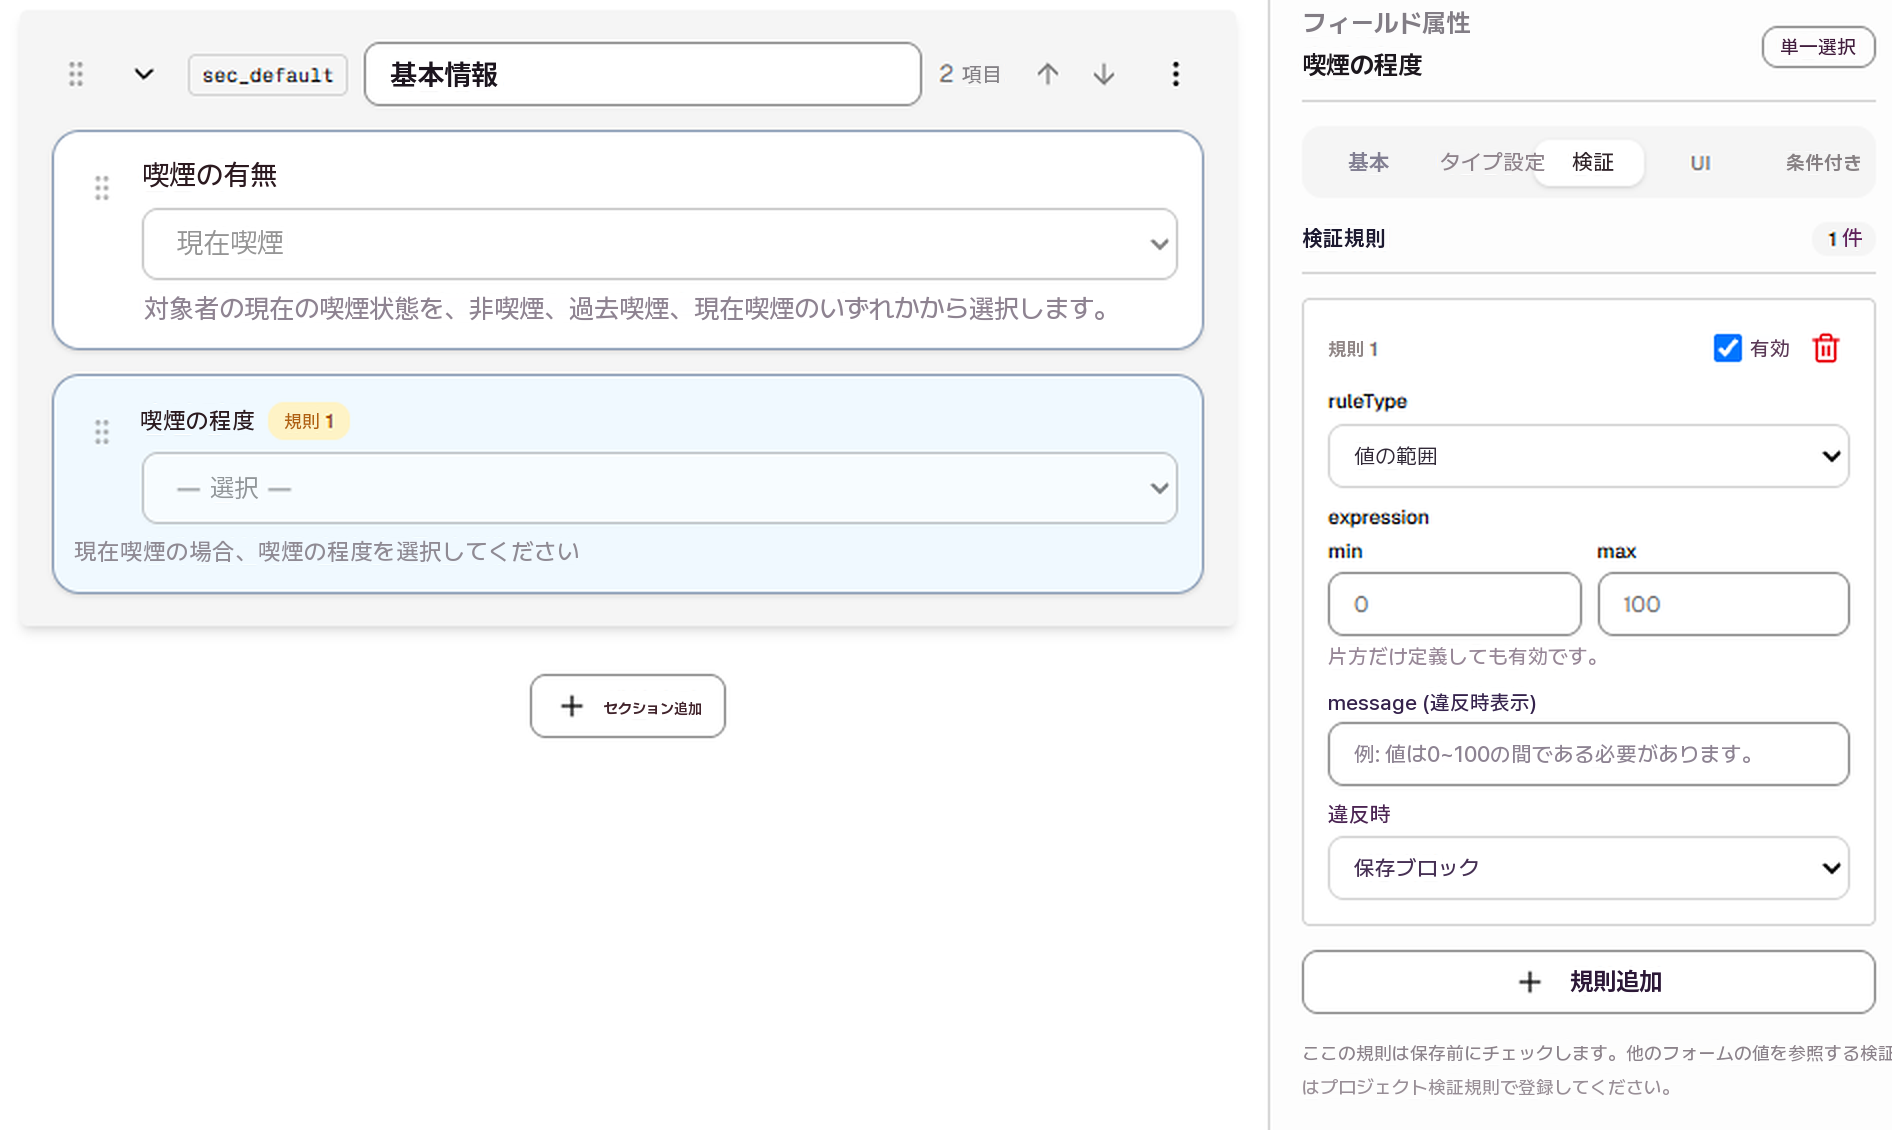 sec_default
基本情報
2 項目
喫煙の有無
現在喫煙
対象者の現在の喫煙状態を、非喫煙、過去喫煙、現在喫煙のいずれかから選択します。
喫煙の程度
規則 1
— 選択 —
現在喫煙の場合、喫煙の程度を選択してください
セクション追加
フィールド属性
喫煙の程度
単一選択
基本
タイプ設定
検証
UI
条件付き
検証規則
1 件
規則 1
有効
ruleType
値の範囲
expression
min
max
0
100
片方だけ定義しても有効です。
message (違反時表示)
例: 値は0~100の間である必要があります。
違反時
保存ブロック
規則追加
ここの規則は保存前にチェックします。他のフォームの値を参照する検証
はプロジェクト検証規則で登録してください。